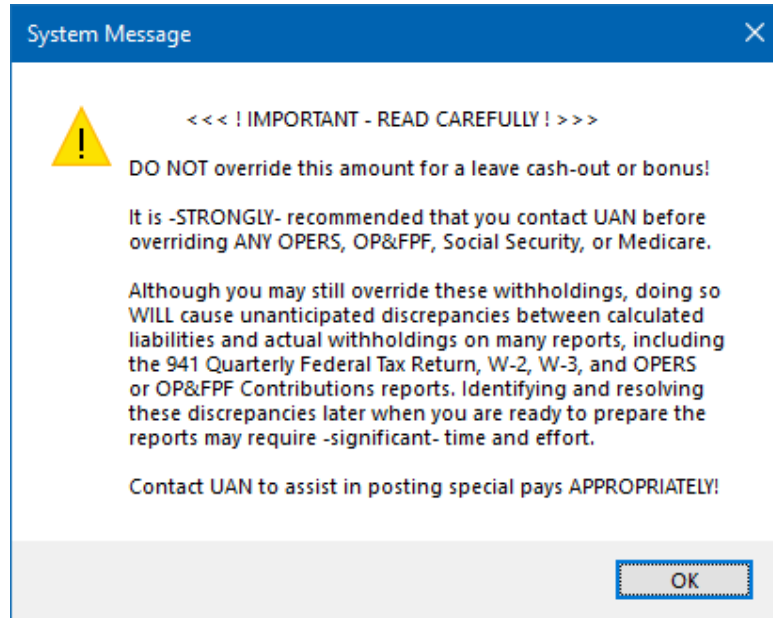 System Message
<<< ! IMPORTANT - READ CAREFULLY ! >>>
DO NOT override this amount for a leave cash-out or bonus!
It is -STRONGLY- recommended that you contact UAN before
overriding ANY OPERS, OP&FPF, Social Security, or Medicare.
Although you may still override these withholdings, doing so
WILL cause unanticipated discrepancies between calculated
liabilities and actual withholdings on many reports, including
the 941 Quarterly Federal Tax Return, W-2, W-3, and OPERS
or OP&FPF Contributions reports. Identifying and resolving
these discrepancies later when you are ready to prepare the
reports may require -significant- time and effort.
Contact UAN to assist in posting special pays APPROPRIATELY!
OK